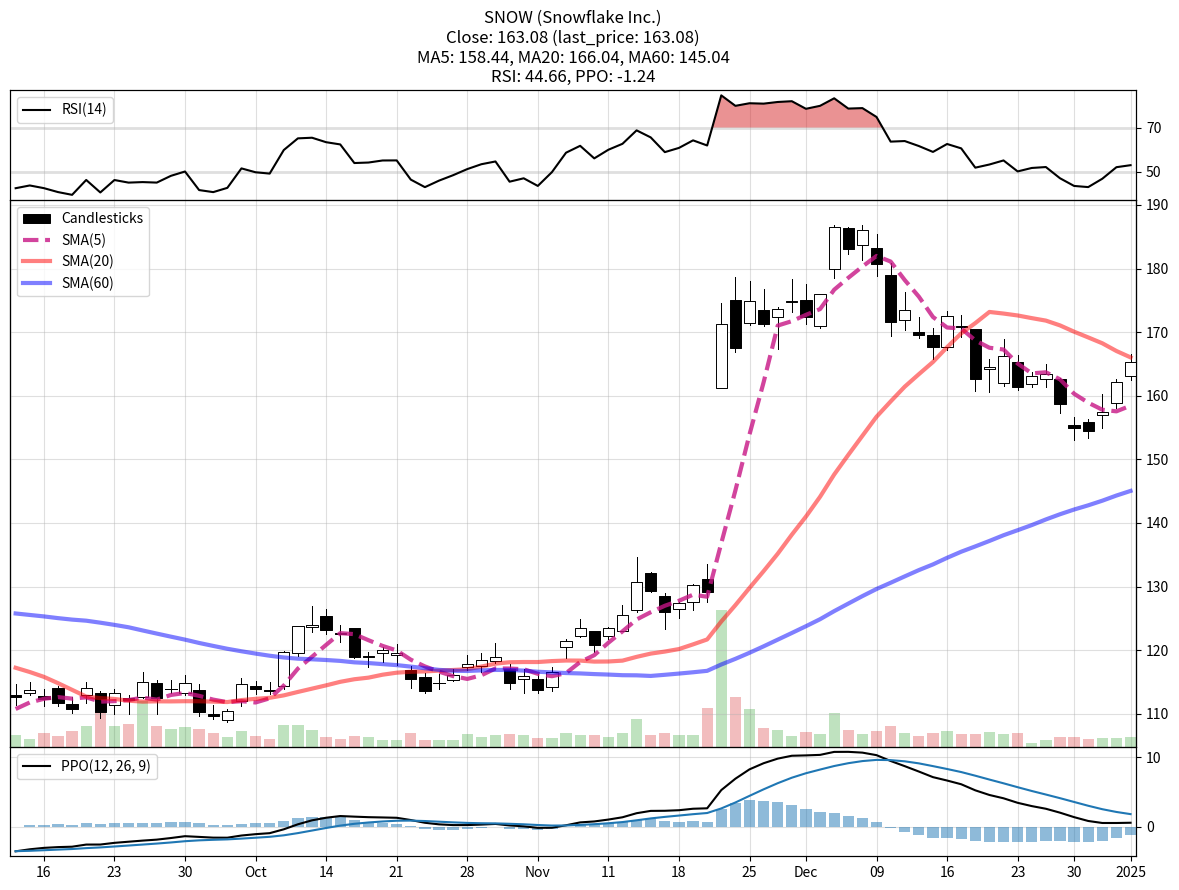 SNOW (Snowflake Inc.)
Close: 163.08 (last_price: 163.08)
MA5: 158.44, MA20: 166.04, MA60: 145.04
RSI: 44.66, PPO: -1.24
RSI(14)
70
50
Candlesticks
SMA(5)
SMA(20)
SMA(60)
190
180
170
160
150
140
130
120
110
PPO(12, 26, 9)
10
0
16 23 30 Oct 14 21 28 Nov 11 18 25 Dec 09 16 23 30 2025